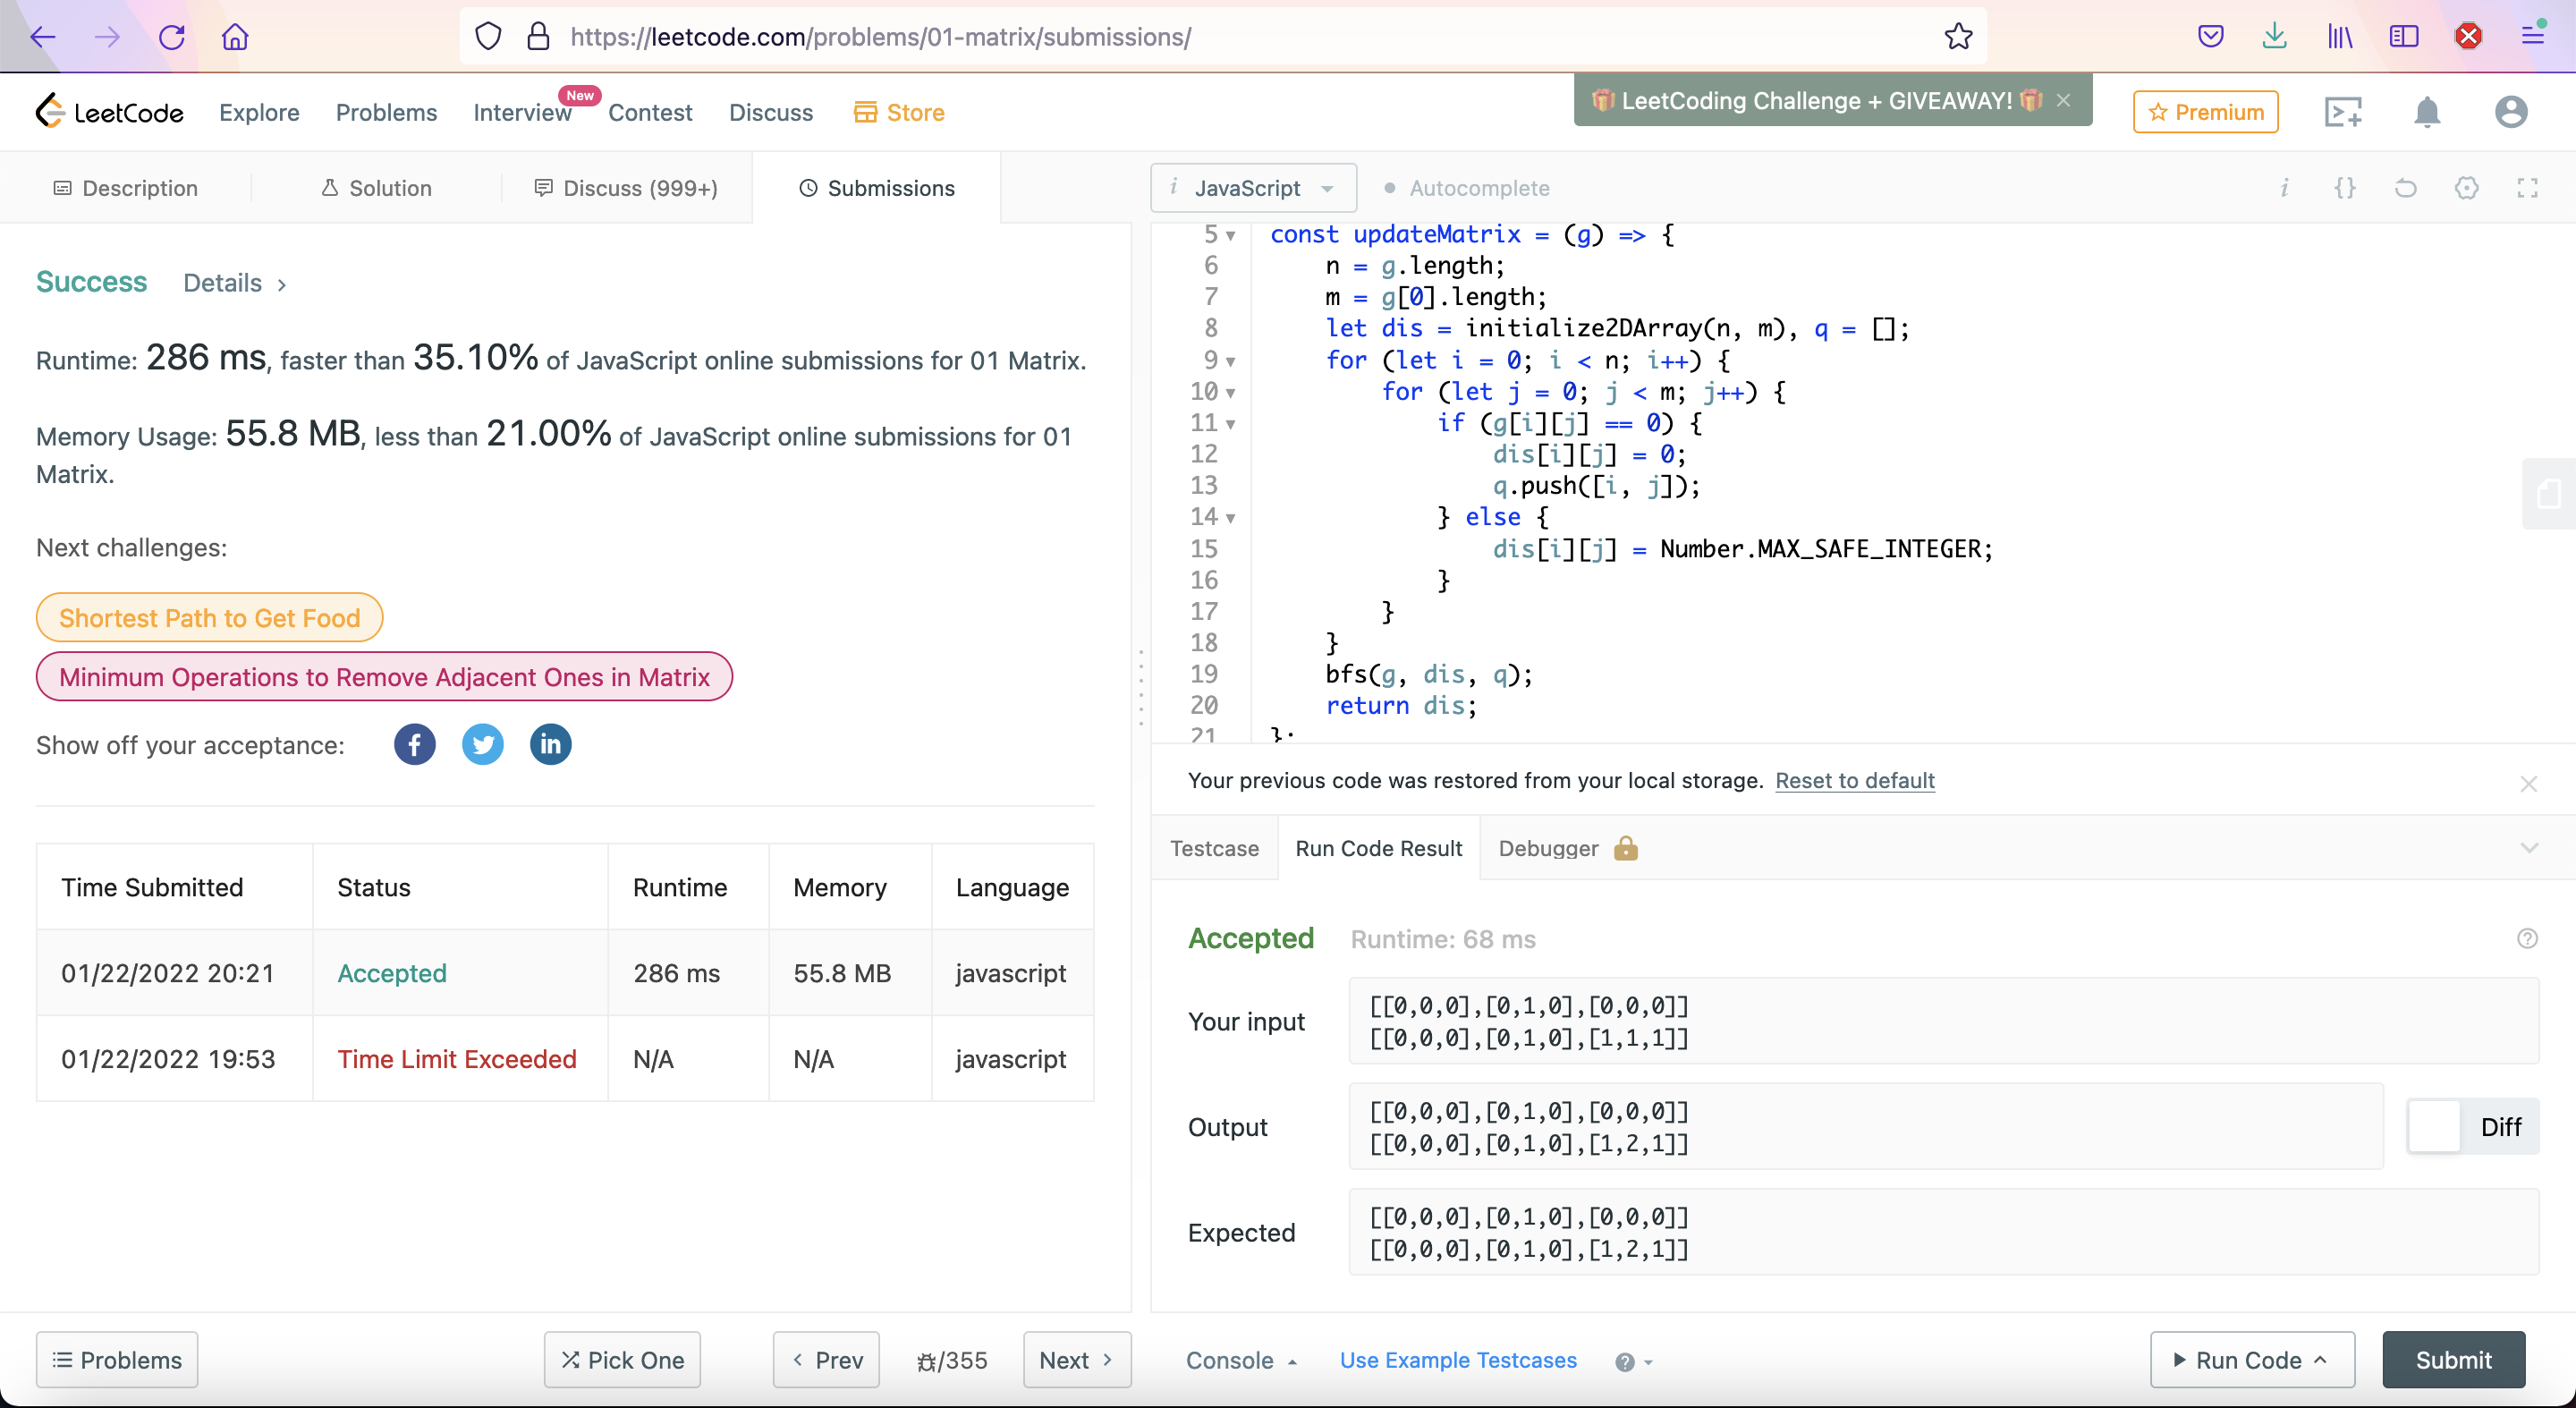 https://leetcode.com/problems/01-matrix/submissions/
LeetCode
Explore
Problems
Interview
New
Contest
Discuss
Store
🎁 LeetCoding Challenge + GIVEAWAY! 🎁 ×
Premium
Description
Solution
Discuss (999+)
Submissions
Success
Details >
Runtime: 286 ms, faster than 35.10% of JavaScript online submissions for 01 Matrix.
Memory Usage: 55.8 MB, less than 21.00% of JavaScript online submissions for 01
Matrix.
Next challenges:
Shortest Path to Get Food
Minimum Operations to Remove Adjacent Ones in Matrix
Show off your acceptance:
Time Submitted Status Runtime Memory Language
01/22/2022 20:21 Accepted 286 ms 55.8 MB javascript
01/22/2022 19:53 Time Limit Exceeded N/A N/A javascript
Problems
Pick One
< Prev
/355
Next >
i JavaScript
Autocomplete
i {}
5 const updateMatrix = (g) => {
6 n = g.length;
7 m = g[0].length;
8 let dis = initialize2DArray(n, m), q = [];
9 for (let i = 0; i < n; i++) {
10 for (let j = 0; j < m; j++) {
11 if (g[i][j] == 0) {
12 dis[i][j] = 0;
13 q.push([i, j]);
14 } else {
15 dis[i][j] = Number.MAX_SAFE_INTEGER;
16 }
17 }
18 }
19 bfs(g, dis, q);
20 return dis;
21 };
Your previous code was restored from your local storage. Reset to default
Testcase
Run Code Result
Debugger
Accepted Runtime: 68 ms
Your input
[[0,0,0],[0,1,0],[0,0,0]]
[[0,0,0],[0,1,0],[1,1,1]]
Output
[[0,0,0],[0,1,0],[0,0,0]]
[[0,0,0],[0,1,0],[1,2,1]]
Diff
Expected
[[0,0,0],[0,1,0],[0,0,0]]
[[0,0,0],[0,1,0],[1,2,1]]
Console
Use Example Testcases
Run Code
Submit